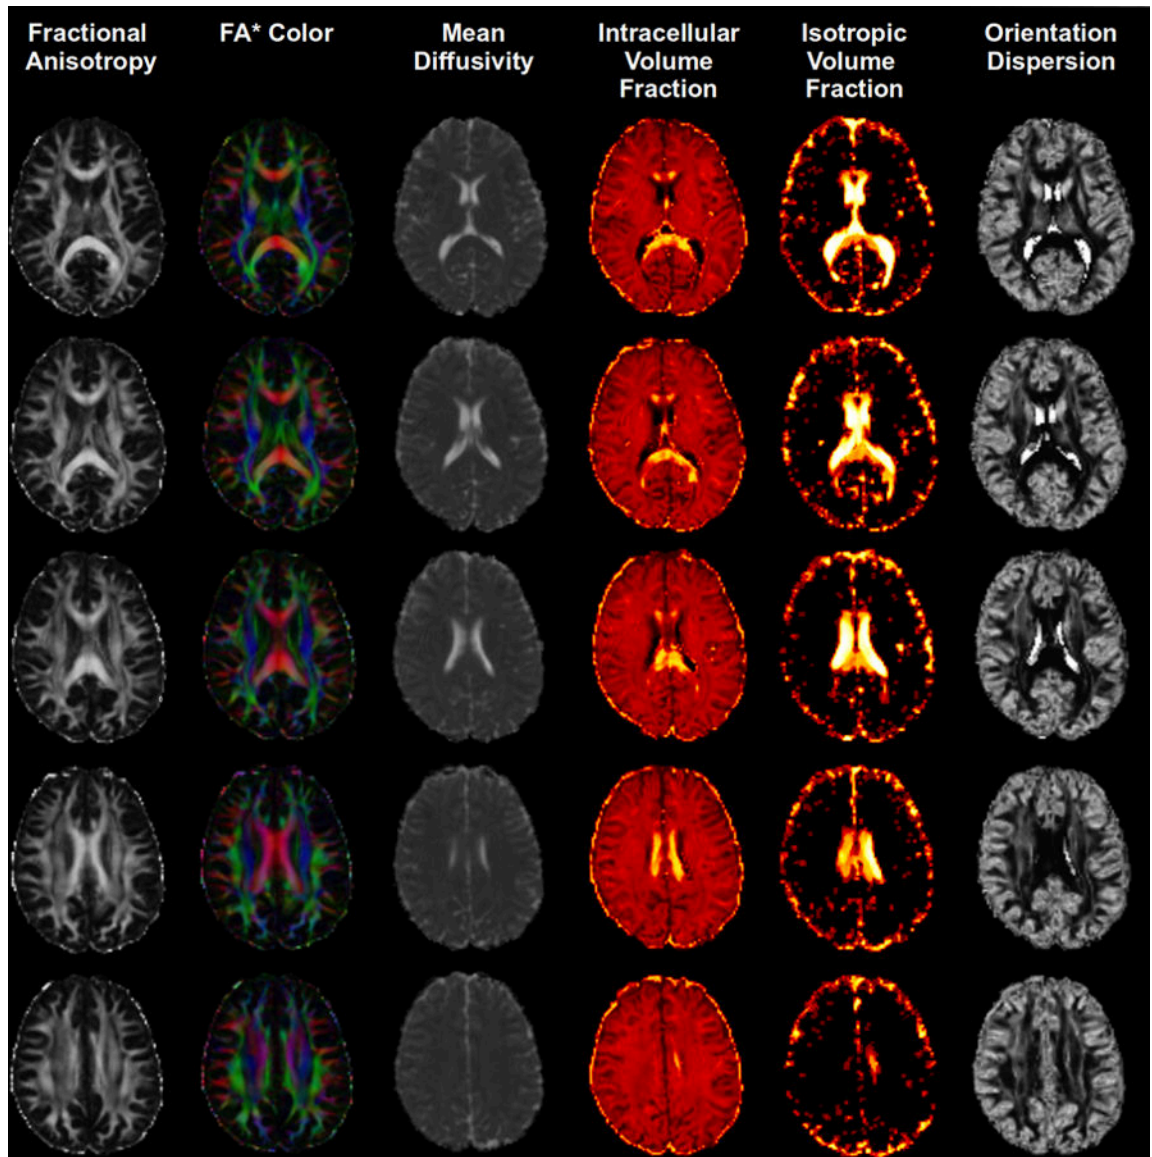 Fractional
Anisotropy
FA* Color
Mean
Diffusivity
Intracellular
Volume
Fraction
Isotropic
Volume
Fraction
Orientation
Dispersion